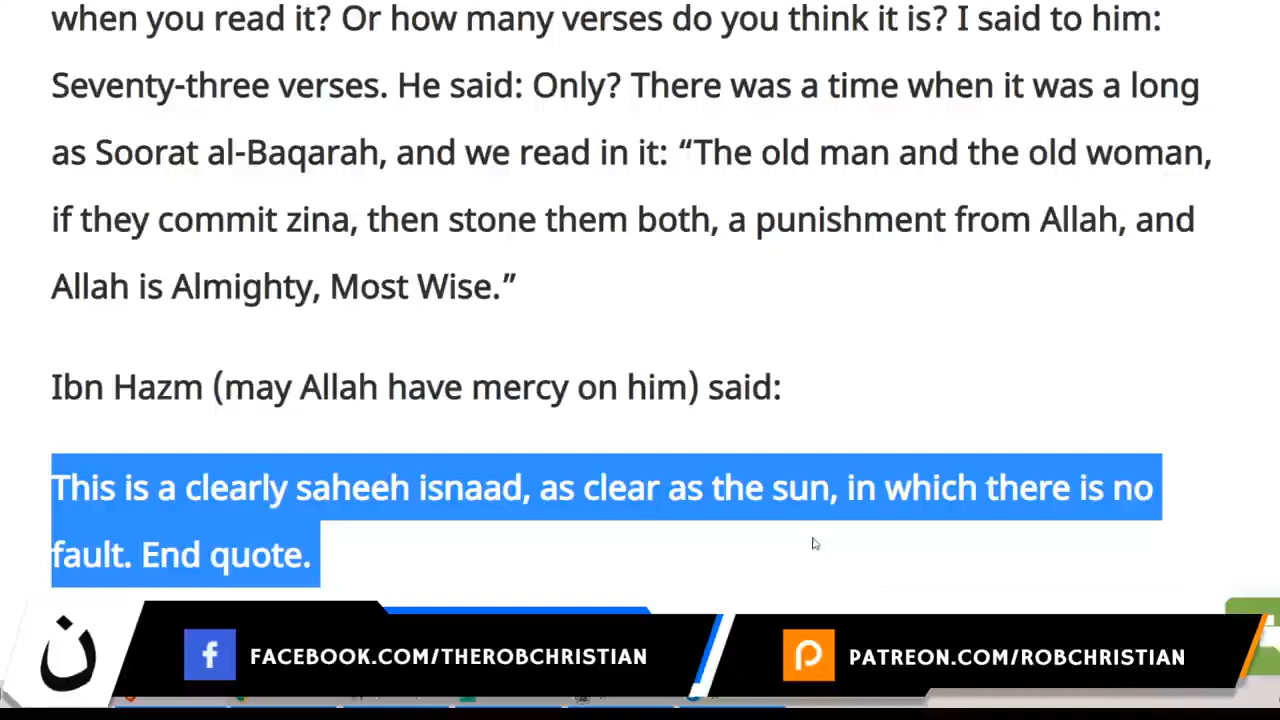 when you read it? Or how many verses do you think it is? I said to him:
Seventy-three verses. He said: Only? There was a time when it was a long
as Soorat al-Baqarah, and we read in it: “The old man and the old woman,
if they commit zina, then stone them both, a punishment from Allah, and
Allah is Almighty, Most Wise.”
Ibn Hazm (may Allah have mercy on him) said:
This is a clearly saheeh isnaad, as clear as the sun, in which there is no
fault. End quote.
ن
f FACEBOOK.COM/THEROBCHRISTIAN
PATREON.COM/ROBCHRISTIAN